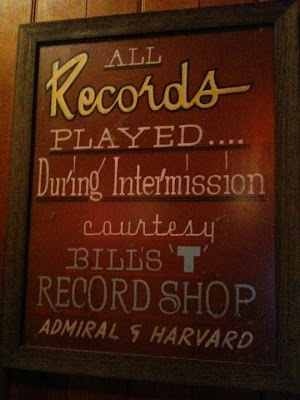 ALL
Records
PLAYED....
During Intermission
courtesy
BILL'S 'T'
RECORD SHOP
ADMIRAL & HARVARD